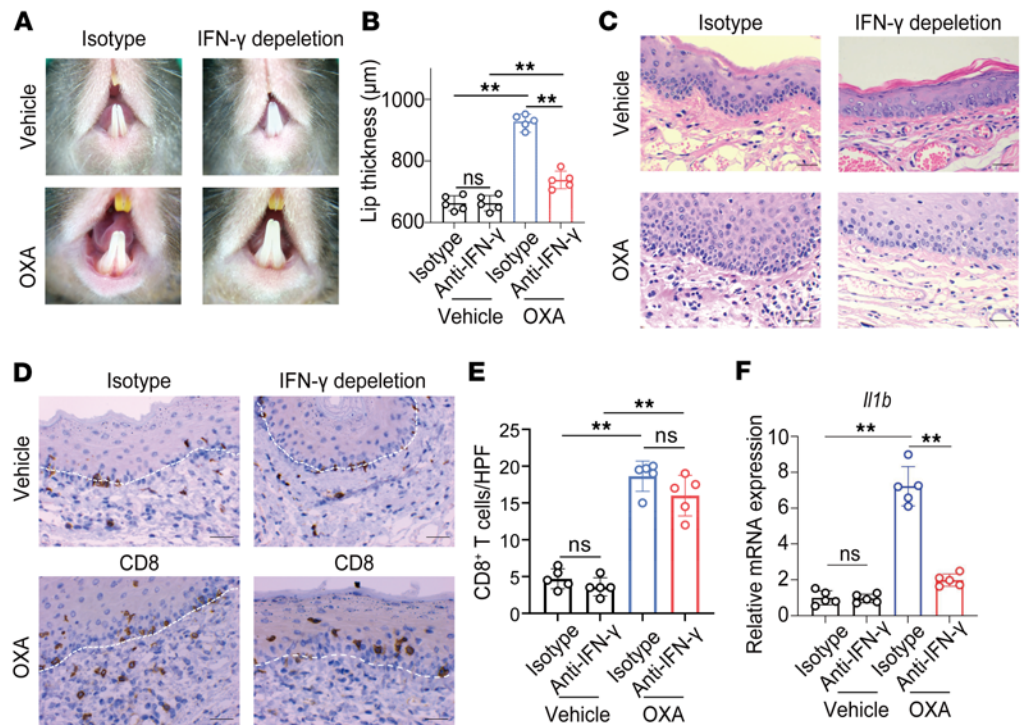 A
Isotype
IFN-γ depeletion
Vehicle
OXA
B
Lip thickness (µm)
1000
800
600
**
**
**
ns
Isotype
Anti-IFN-γ
Isotype
Anti-IFN-γ
Vehicle
OXA
C
Isotype
IFN-γ depeletion
Vehicle
OXA
D
Isotype
IFN-γ depeletion
Vehicle
CD8
CD8
OXA
E
CD8⁺ T cells/HPF
25
20
15
10
5
0
**
**
ns
ns
Isotype
Anti-IFN-γ
Isotype
Anti-IFN-γ
Vehicle
OXA
F
Il1b
Relative mRNA expression
10
8
6
4
2
0
**
**
ns
Isotype
Anti-IFN-γ
Isotype
Anti-IFN-γ
Vehicle
OXA